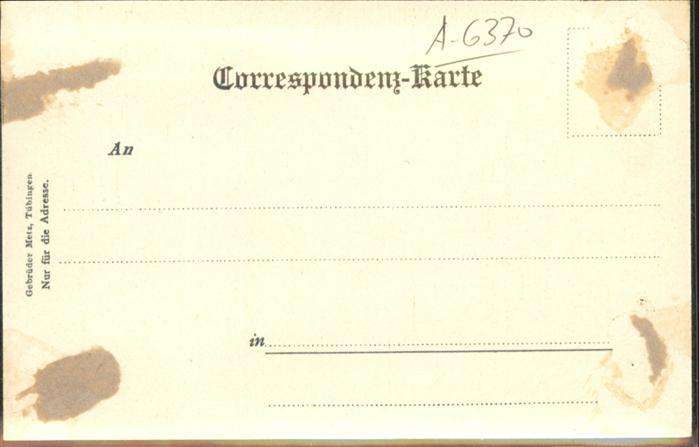 A-6370
Correspondenz-Karte
An
in
Gebrüder Metz, Tübingen.
Nur für die Adresse.